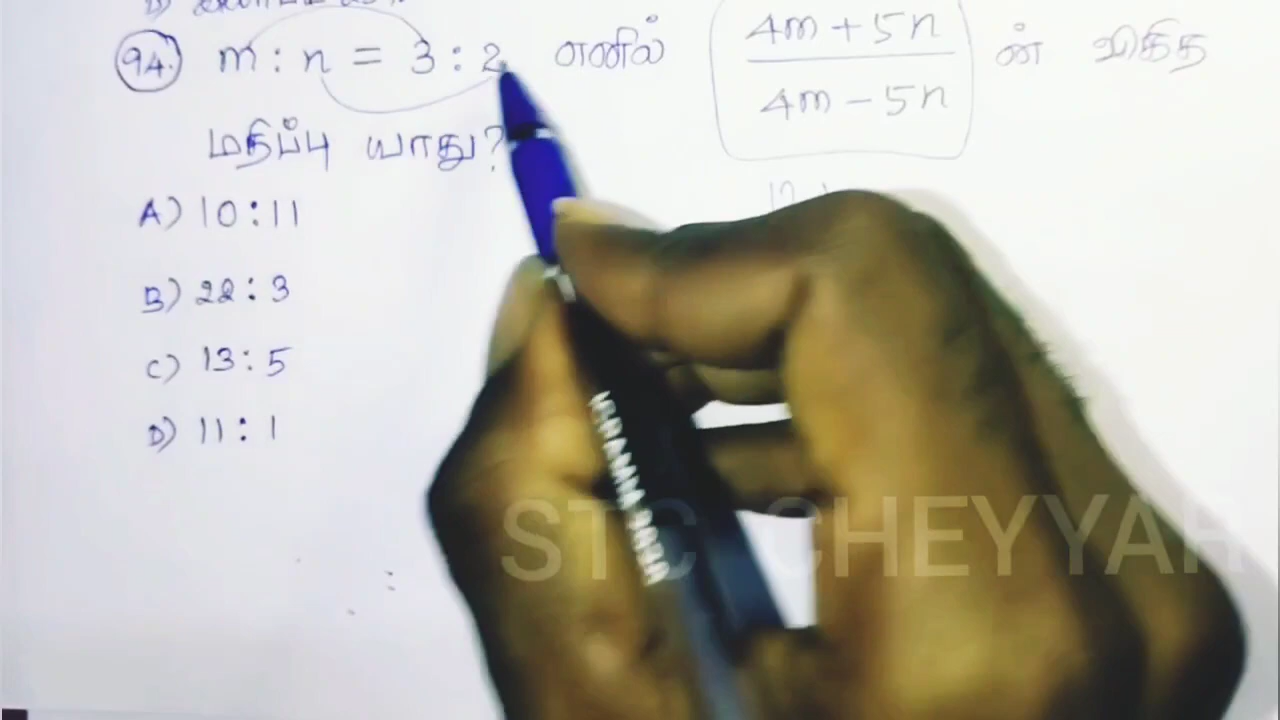 94. m : n = 3 : 2 எனில் 4m + 5n / 4m - 5n ன் விகித
மதிப்பு யாது?
A) 10 : 11
B) 22 : 3
C) 13 : 5
D) 11 : 1
STC CHEYYAR